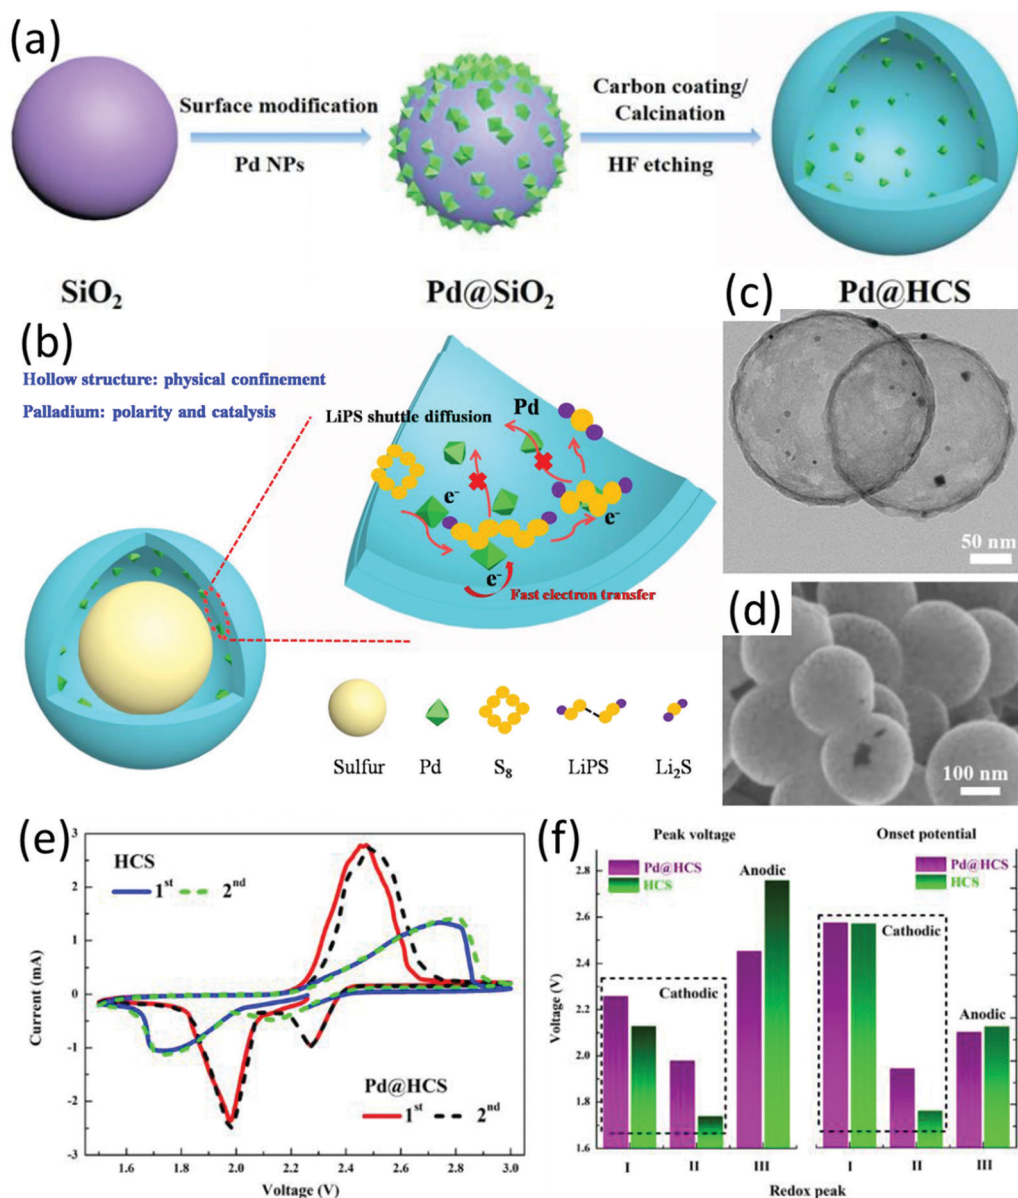 (a)
Surface modification
Pd NPs
Carbon coating/
Calcination
HF etching
SiO₂
Pd@SiO₂
Pd@HCS
(b)
Hollow structure: physical confinement
Palladium: polarity and catalysis
LiPS shuttle diffusion
Pd
e⁻
e⁻
e⁻
Fast electron transfer
Sulfur
Pd
S₈
LiPS
Li₂S
(c)
50 nm
(d)
100 nm
(e)
HCS
1ˢᵗ
2ⁿᵈ
Pd@HCS
1ˢᵗ
2ⁿᵈ
Current (mA)
3
2
1
0
-1
-2
-3
1.6
1.8
2.0
2.2
2.4
2.6
2.8
3.0
Voltage (V)
(f)
Peak voltage
Onset potential
Pd@HCS
HCS
Anodic
Cathodic
Pd@HCS
HCS
Cathodic
Anodic
Voltage (V)
2.8
2.6
2.4
2.2
2.0
1.8
1.6
I
II
III
I
II
III
Redox peak